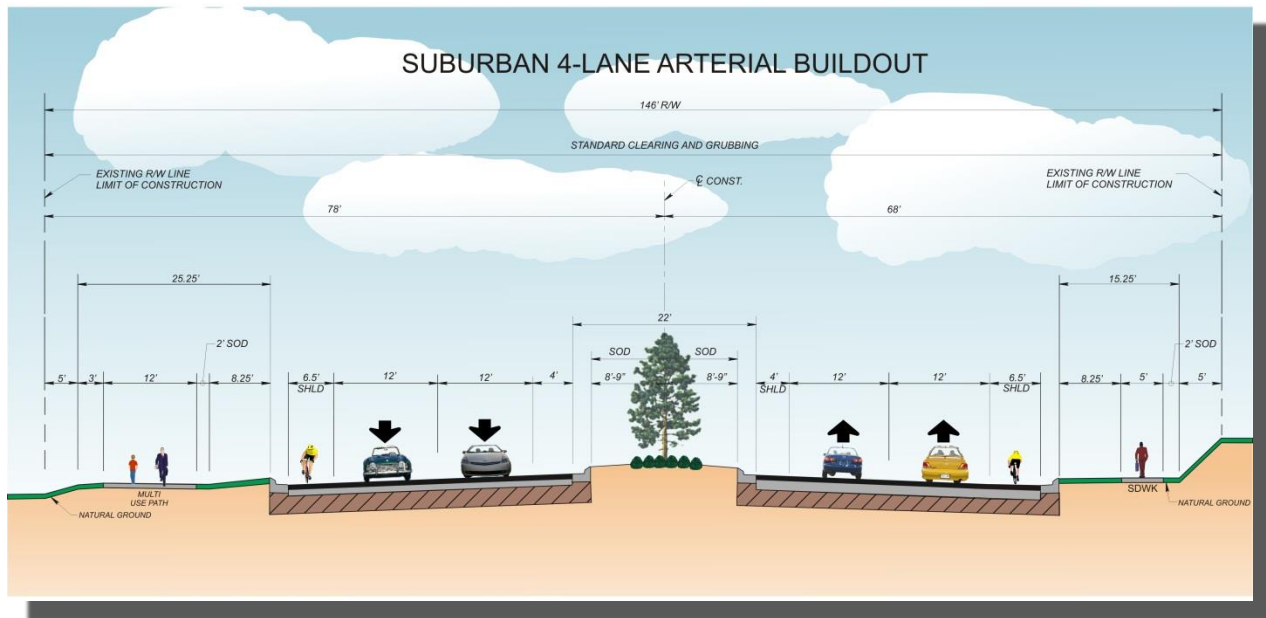 SUBURBAN 4-LANE ARTERIAL BUILDOUT
146' R/W
STANDARD CLEARING AND GRUBBING
EXISTING R/W LINE
LIMIT OF CONSTRUCTION
℄ CONST.
EXISTING R/W LINE
LIMIT OF CONSTRUCTION
78'
68'
25.25'
15.25'
22'
2' SOD
SOD
SOD
2' SOD
5'
3'
12'
8.25'
6.5'
SHLD
12'
12'
4'
8'-9"
8'-9"
4'
SHLD
12'
12'
6.5'
SHLD
8.25'
5'
5'
MULTI
USE PATH
NATURAL GROUND
SDWK
NATURAL GROUND